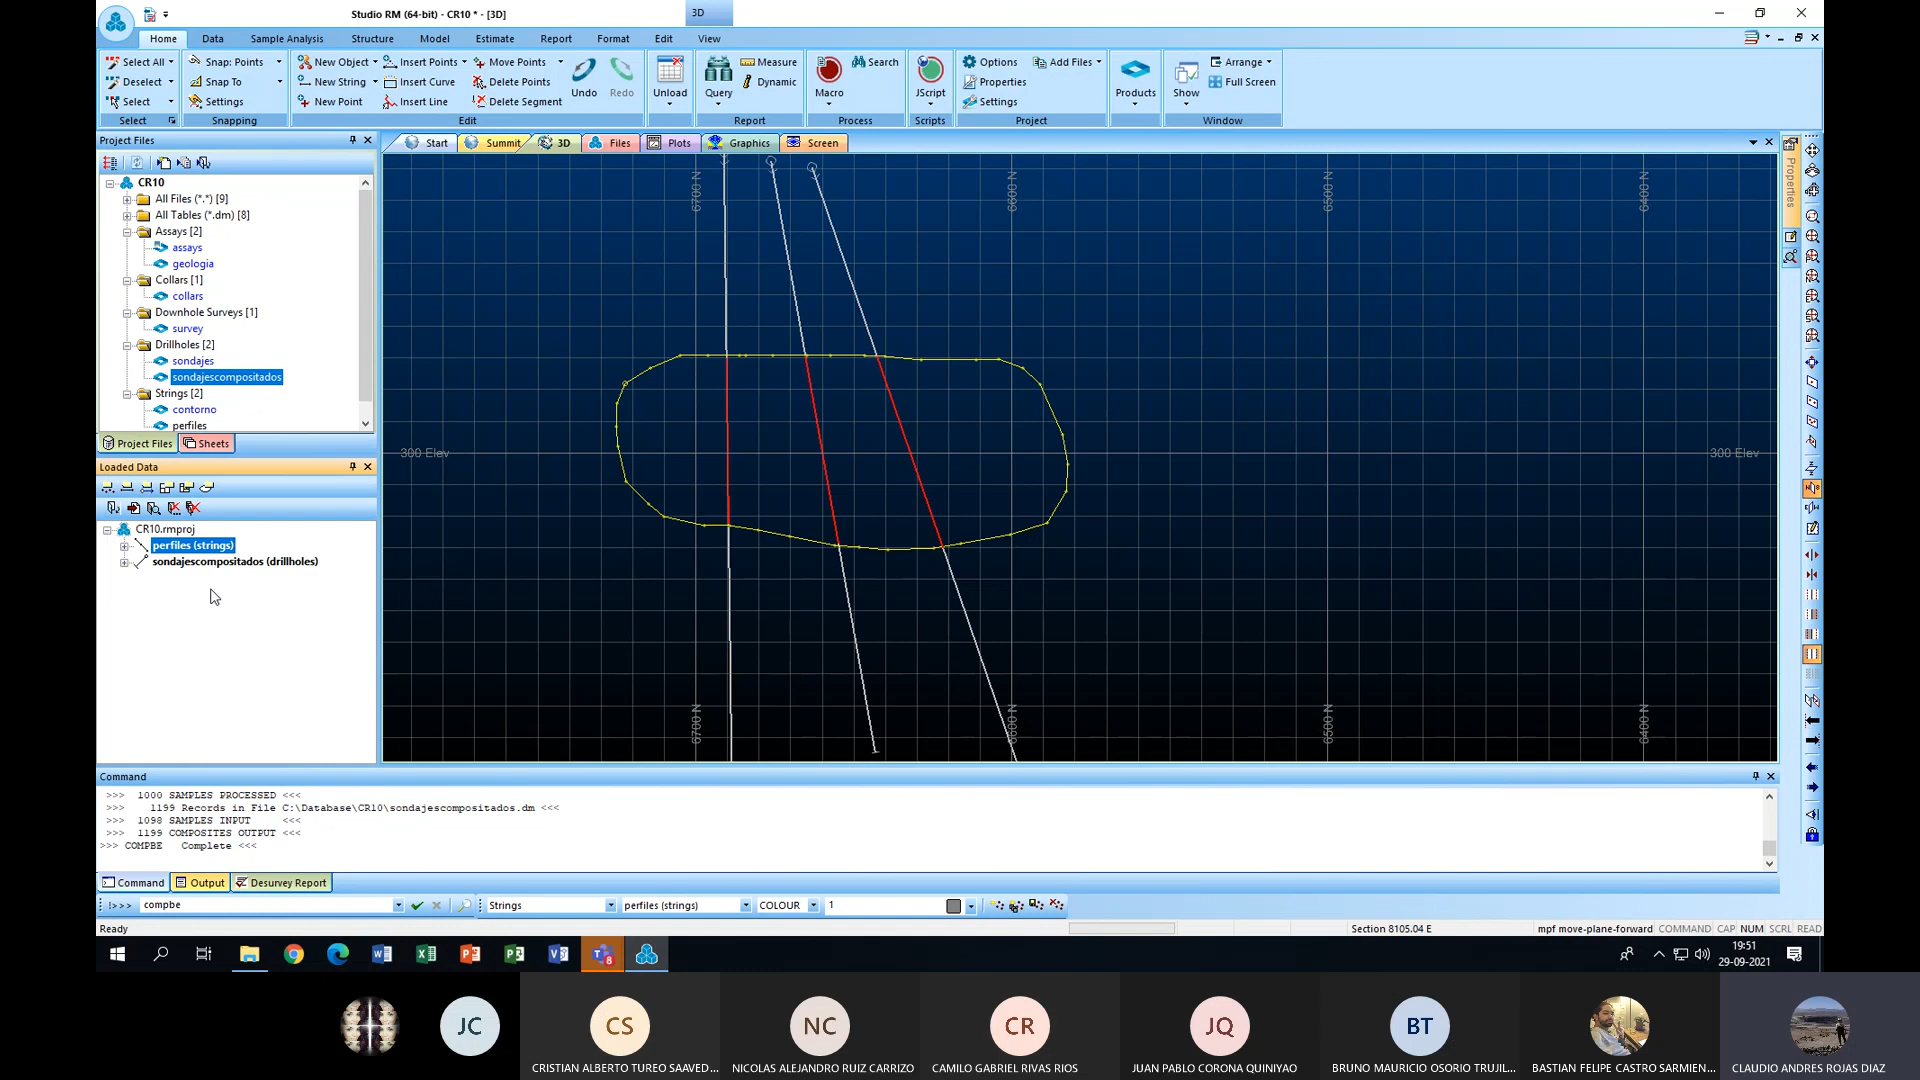 Studio RM (64-bit) - CR10 * - [3D]
3D
Home Data Sample Analysis Structure Model Estimate Report Format Edit View
Select All Snap: Points New Object Insert Points Move Points Measure Search Options Add Files Arrange
Deselect Snap To New String Insert Curve Delete Points Dynamic Properties Full Screen
Select Settings New Point Insert Line Delete Segment Settings
Undo Redo Unload Query Macro JScript Products Show
Select Snapping Edit Report Process Scripts Project Window
Project Files
Start Summit 3D Files Plots Graphics Screen
Properties
CR10
All Files (*.*) [9]
All Tables (*.dm) [8]
Assays [2]
assays
geologia
Collars [1]
collars
Downhole Surveys [1]
survey
Drillholes [2]
sondajes
sondajescompositados
Strings [2]
contorno
perfiles
Project Files Sheets
Loaded Data
CR10.rmproj
perfiles (strings)
sondajescompositados (drillholes)
6700 N 6600 N 6500 N 6400 N
300 Elev 300 Elev
6700 N 6600 N 6500 N 6400 N
Command
>>> 1000 SAMPLES PROCESSED <<<
>>> 1199 Records in File C:\Database\CR10\sondajescompositados.dm <<<
>>> 1098 SAMPLES INPUT <<<
>>> 1199 COMPOSITES OUTPUT <<<
>>> COMPBE Complete <<<
Command Output Desurvey Report
!>>> compbe Strings perfiles (strings) COLOUR 1
Ready Section 8105.04 E mpf move-plane-forward COMMAND CAP NUM SCRL READ
19:51
29-09-2021
JC CS NC CR JQ BT
CRISTIAN ALBERTO TUREO SAAVED... NICOLAS ALEJANDRO RUIZ CARRIZO CAMILO GABRIEL RIVAS RIOS JUAN PABLO CORONA QUINIYAO BRUNO MAURICIO OSORIO TRUJIL... BASTIAN FELIPE CASTRO SARMIEN... CLAUDIO ANDRES ROJAS DIAZ